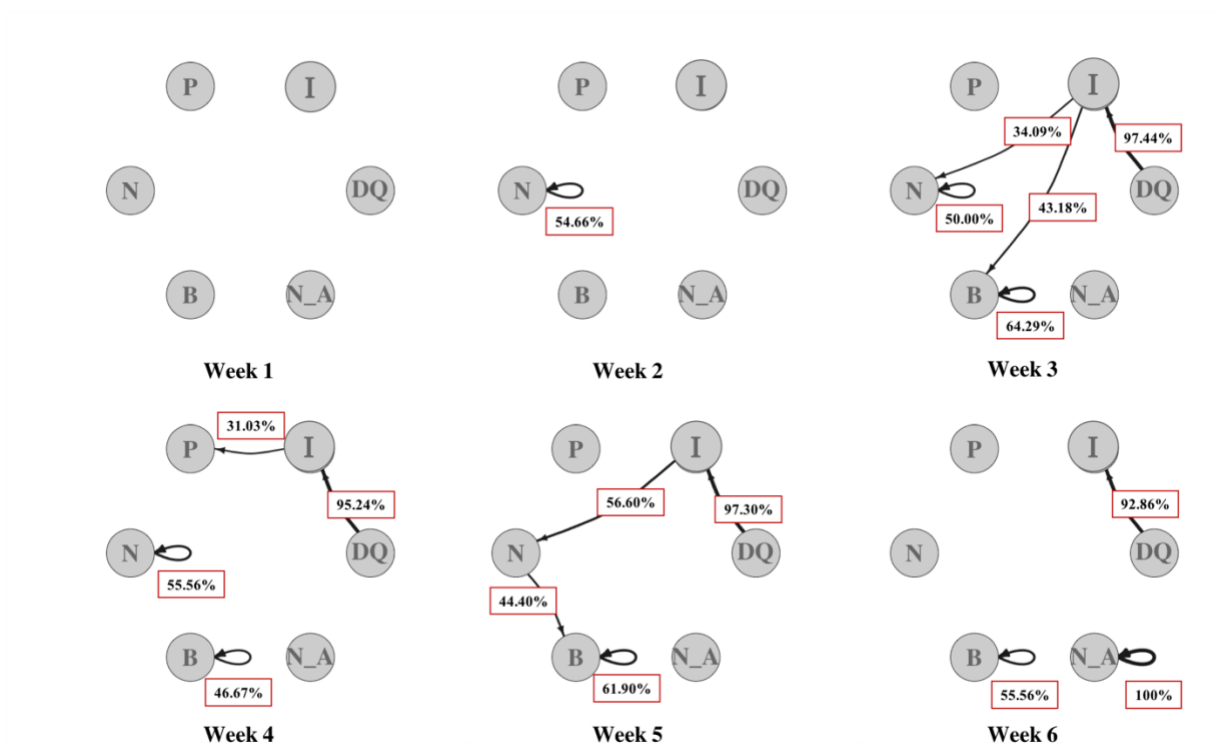 P I
N DQ
B N_A
Week 1
P I
N DQ
54.66%
B N_A
Week 2
P I
34.09% 97.44%
N DQ
50.00% 43.18%
B N_A
64.29%
Week 3
31.03%
P I
95.24%
N DQ
55.56%
B N_A
46.67%
Week 4
P I
56.60% 97.30%
N DQ
44.40%
B N_A
61.90%
Week 5
P I
92.86%
N DQ
B N_A
55.56% 100%
Week 6